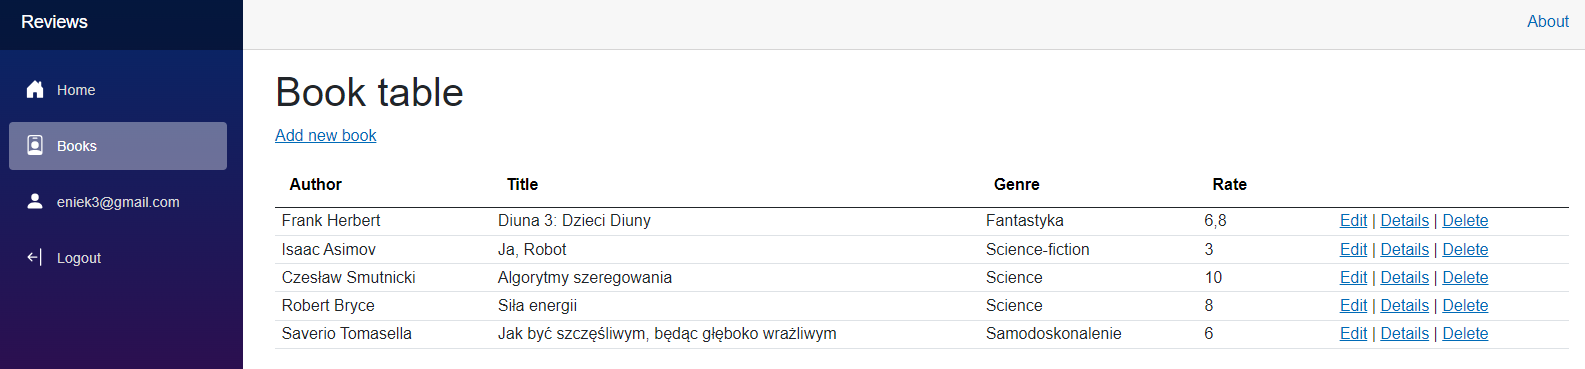 Reviews
About
Home
Books
eniek3@gmail.com
Logout
Book table
Add new book
Author Title Genre Rate
Frank Herbert Diuna 3: Dzieci Diuny Fantastyka 6,8 Edit | Details | Delete
Isaac Asimov Ja, Robot Science-fiction 3 Edit | Details | Delete
Czesław Smutnicki Algorytmy szeregowania Science 10 Edit | Details | Delete
Robert Bryce Siła energii Science 8 Edit | Details | Delete
Saverio Tomasella Jak być szczęśliwym, będąc głęboko wrażliwym Samodoskonalenie 6 Edit | Details | Delete